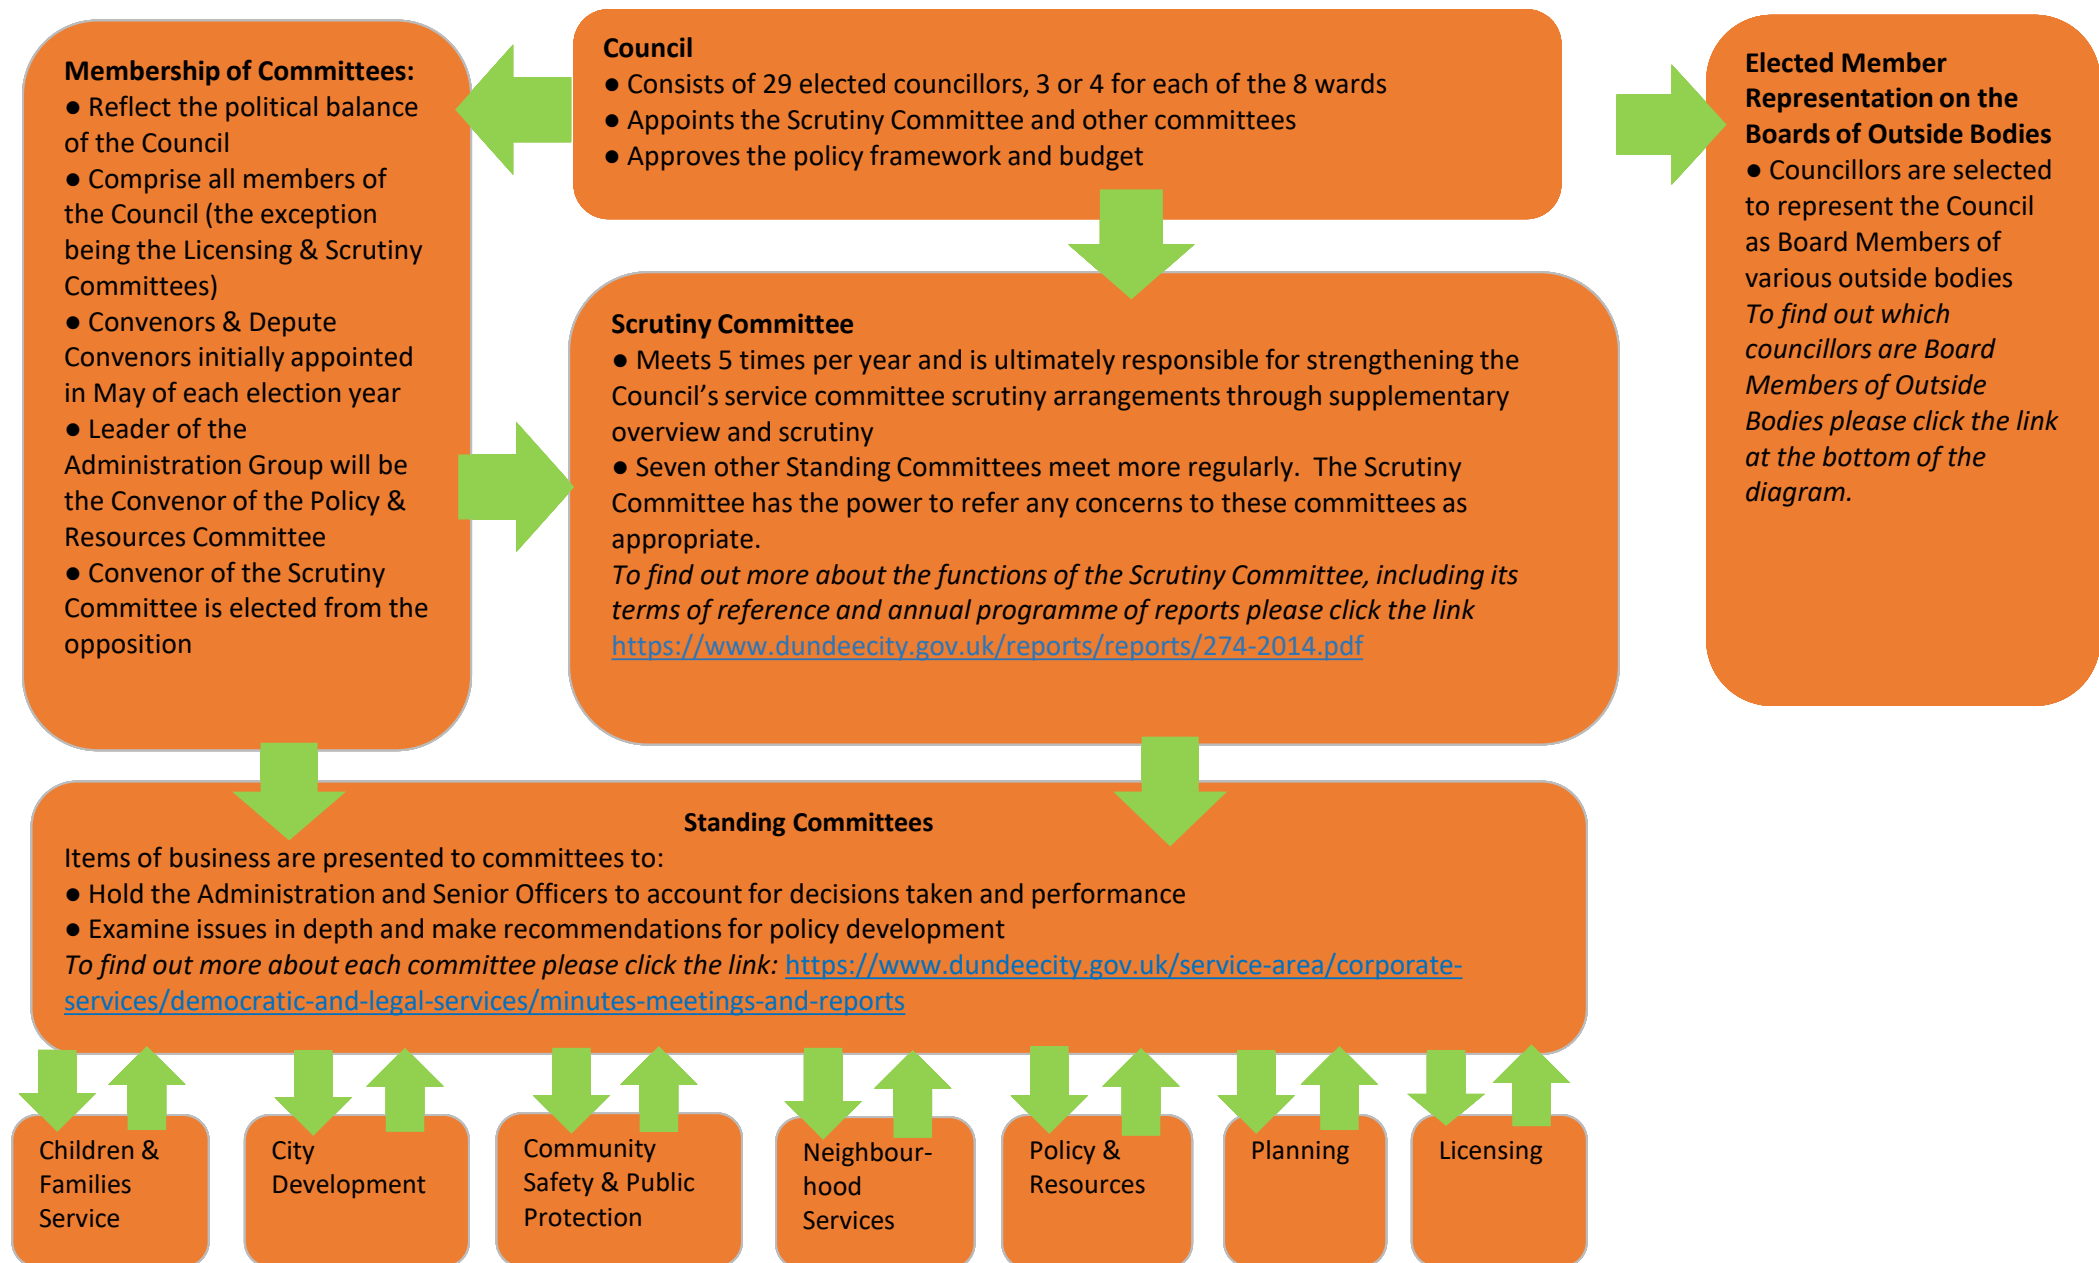 Membership of Committees:
● Reflect the political balance
of the Council
● Comprise all members of
the Council (the exception
being the Licensing & Scrutiny
Committees)
● Convenors & Depute
Convenors initially appointed
in May of each election year
● Leader of the
Administration Group will be
the Convenor of the Policy &
Resources Committee
● Convenor of the Scrutiny
Committee is elected from the
opposition
Council
● Consists of 29 elected councillors, 3 or 4 for each of the 8 wards
● Appoints the Scrutiny Committee and other committees
● Approves the policy framework and budget
Elected Member
Representation on the
Boards of Outside Bodies
● Councillors are selected
to represent the Council
as Board Members of
various outside bodies
To find out which
councillors are Board
Members of Outside
Bodies please click the link
at the bottom of the
diagram.
Scrutiny Committee
● Meets 5 times per year and is ultimately responsible for strengthening the
Council’s service committee scrutiny arrangements through supplementary
overview and scrutiny
● Seven other Standing Committees meet more regularly.  The Scrutiny
Committee has the power to refer any concerns to these committees as
appropriate.
To find out more about the functions of the Scrutiny Committee, including its
terms of reference and annual programme of reports please click the link
https://www.dundeecity.gov.uk/reports/reports/274-2014.pdf
Standing Committees
Items of business are presented to committees to:
● Hold the Administration and Senior Officers to account for decisions taken and performance
● Examine issues in depth and make recommendations for policy development
To find out more about each committee please click the link: https://www.dundeecity.gov.uk/service-area/corporate-
services/democratic-and-legal-services/minutes-meetings-and-reports
Children &
Families
Service
City
Development
Community
Safety & Public
Protection
Neighbour-
hood
Services
Policy &
Resources
Planning
Licensing